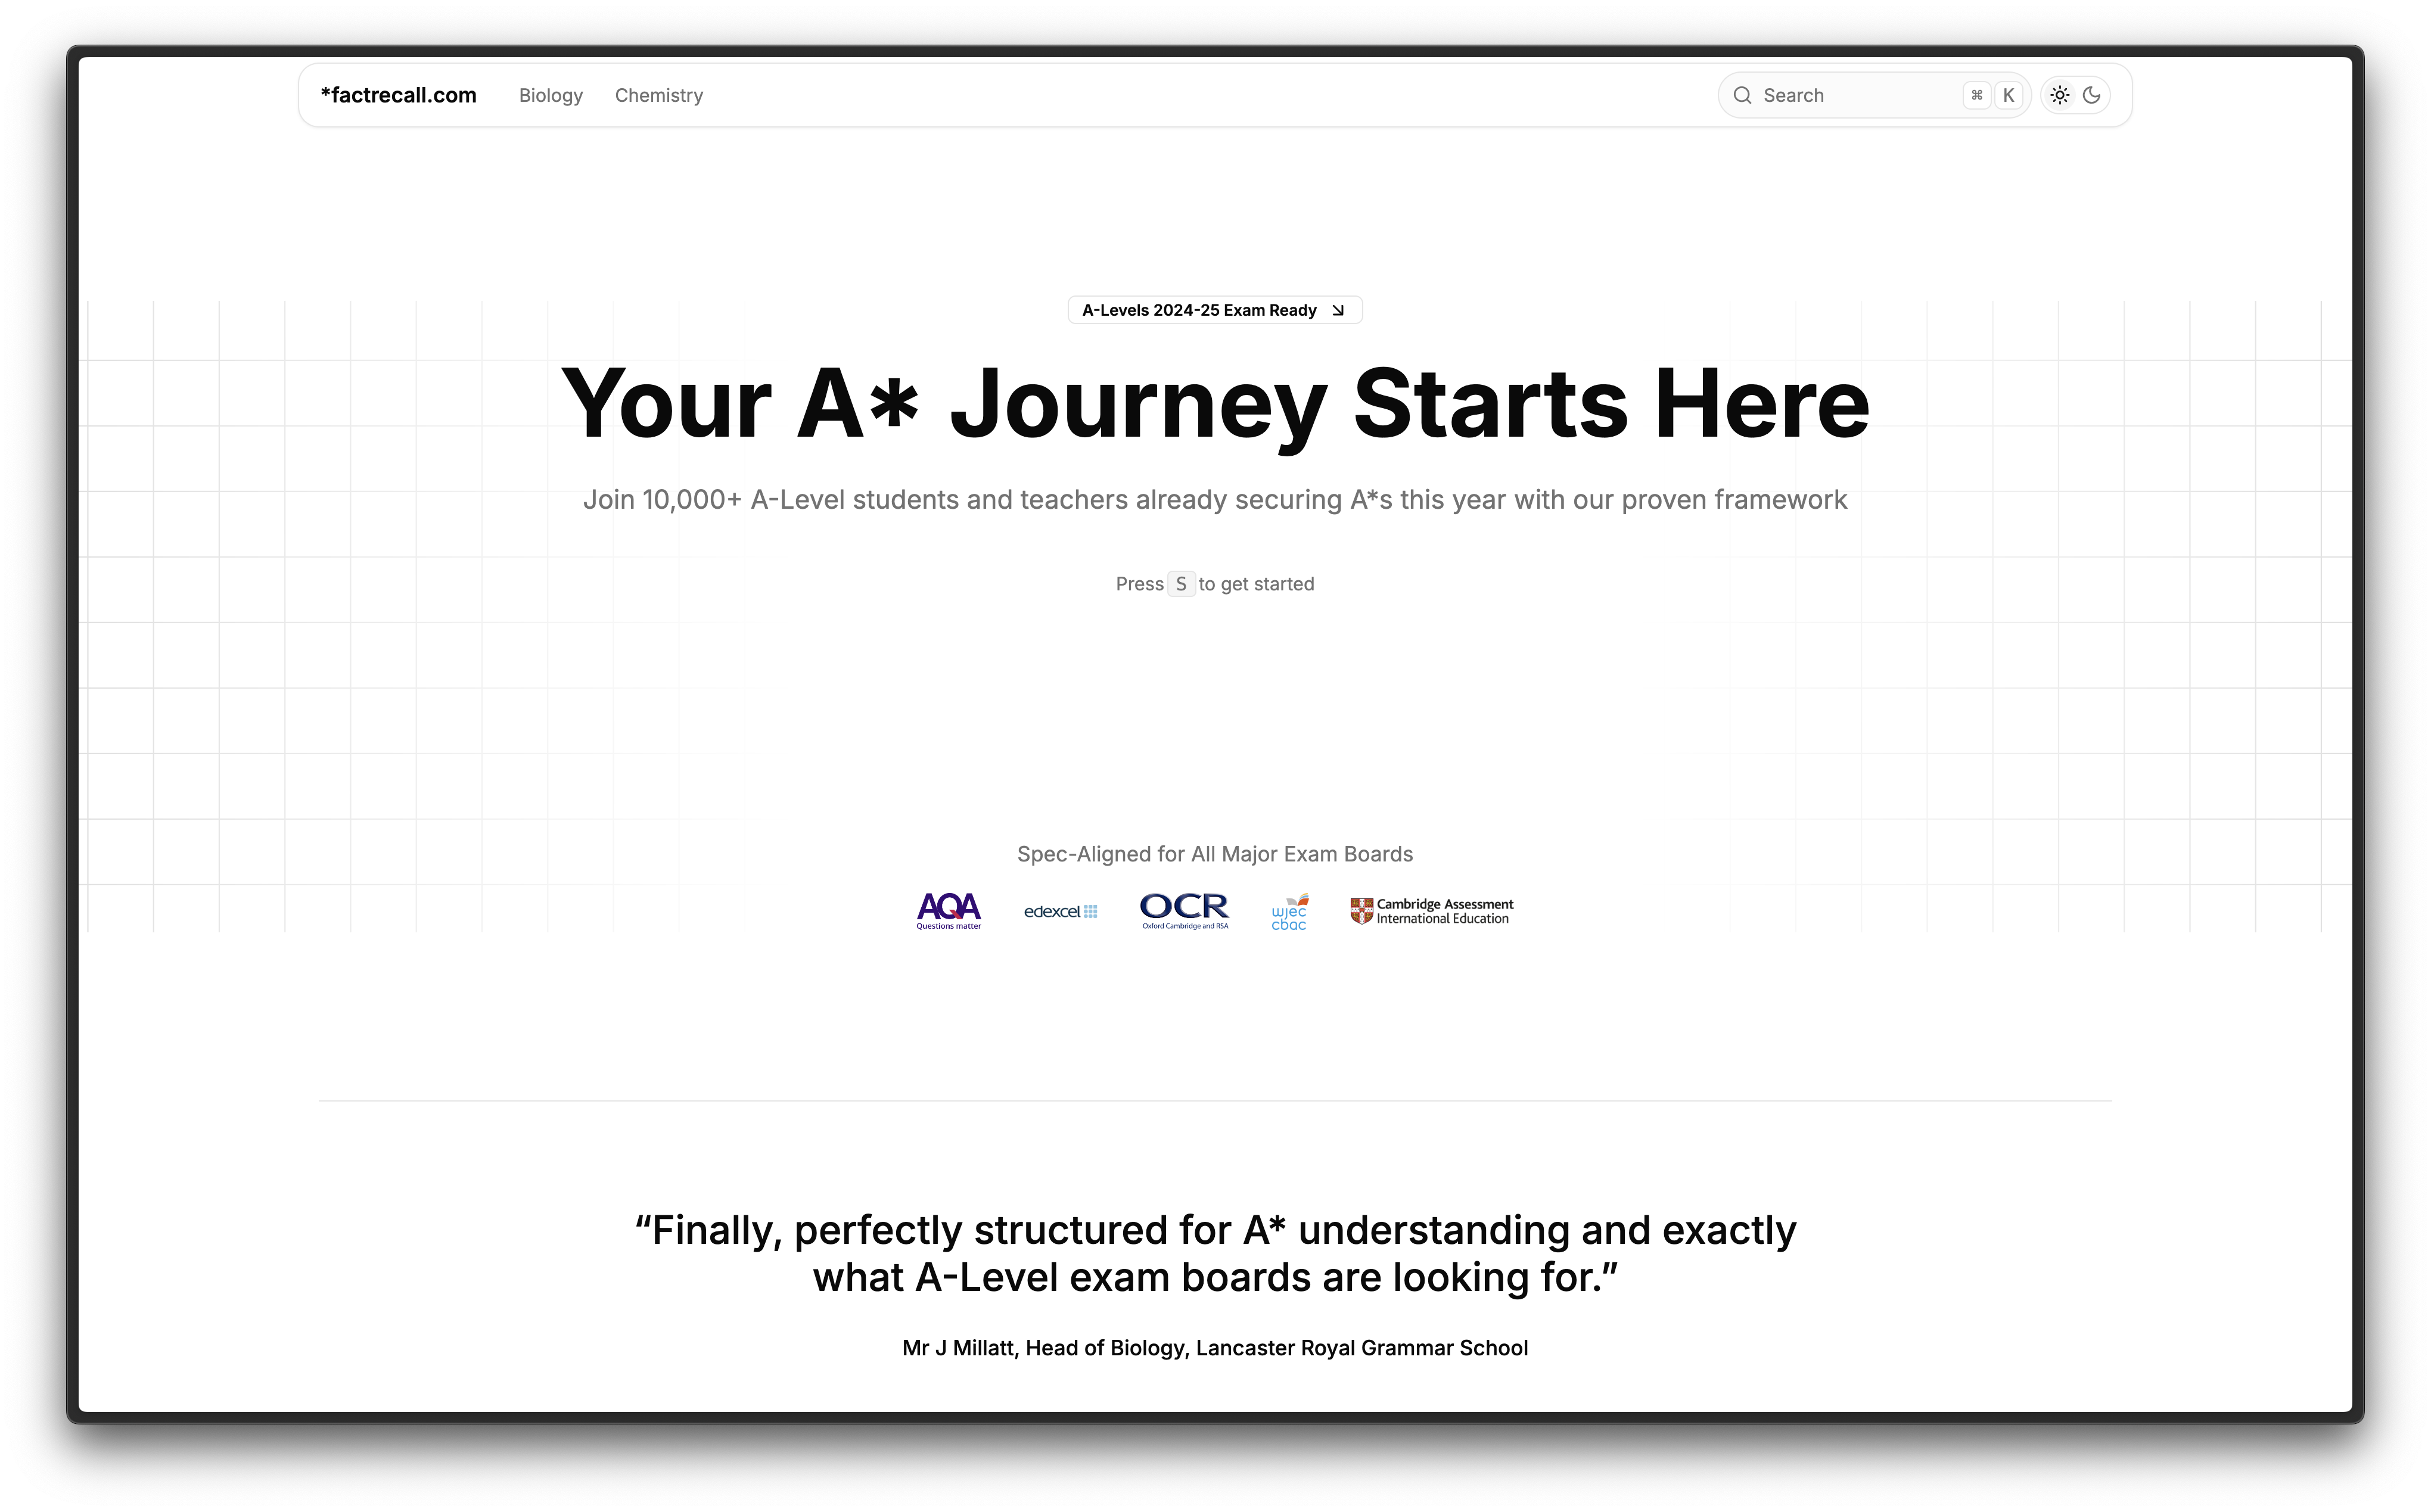 *factrecall.com Biology Chemistry Search ⌘ K
A-Levels 2024-25 Exam Ready
Your A* Journey Starts Here
Join 10,000+ A-Level students and teachers already securing A*s this year with our proven framework
Press S to get started
Spec-Aligned for All Major Exam Boards
AQA
Questions matter
edexcel
OCR
Oxford Cambridge and RSA
wjec
cbac
Cambridge Assessment
International Education
“Finally, perfectly structured for A* understanding and exactly
what A-Level exam boards are looking for.”
Mr J Millatt, Head of Biology, Lancaster Royal Grammar School